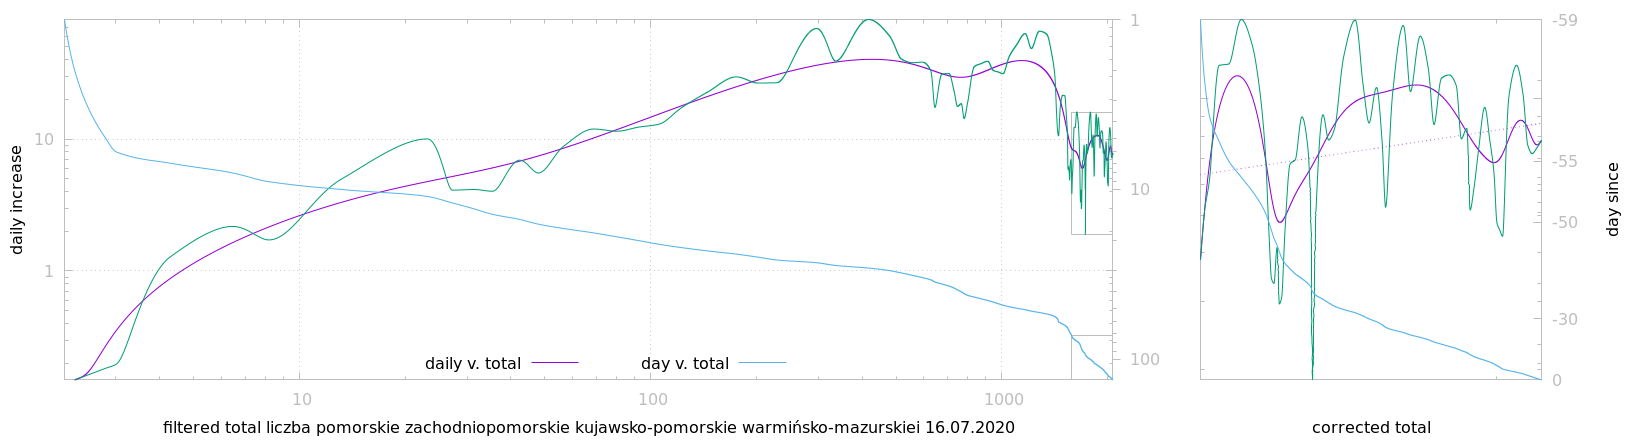 1
-59
10
-55
daily increase
10
-50
day since
1
-30
daily v. total
day v. total
100
0
10
100
1000
filtered total liczba pomorskie zachodniopomorskie kujawsko-pomorskie warmińsko-mazurskiei 16.07.2020
corrected total